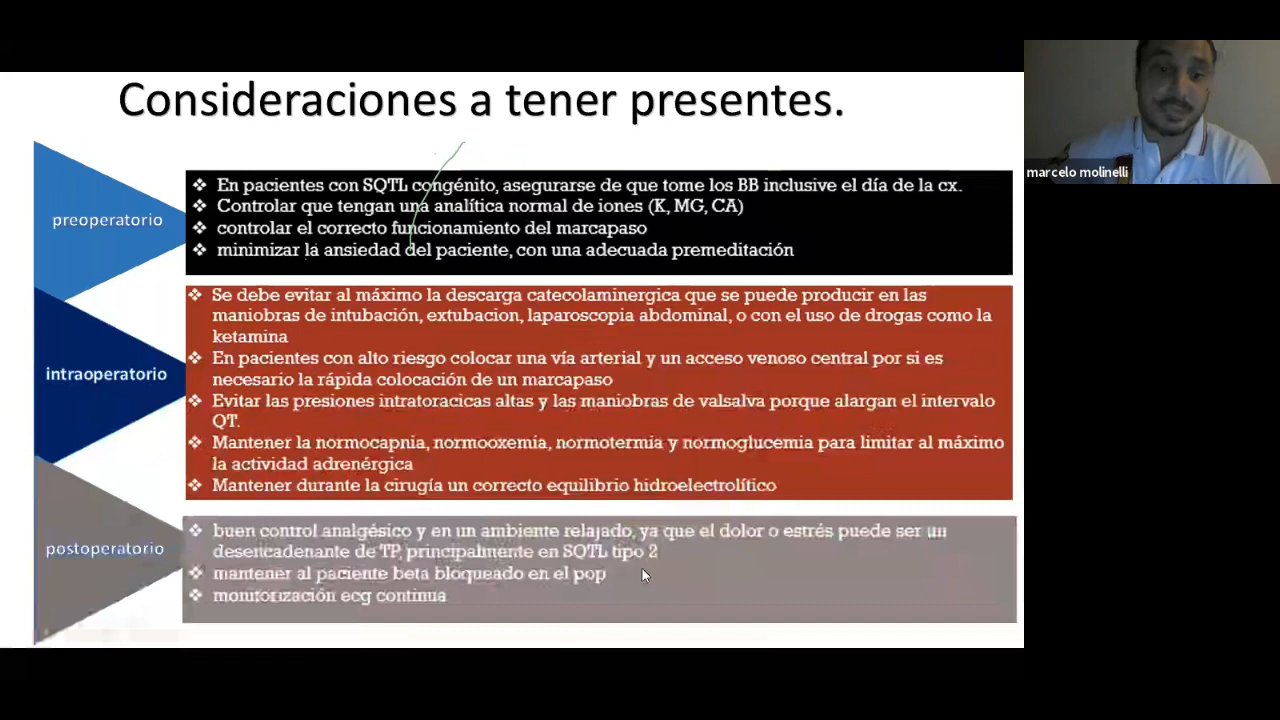 Consideraciones a tener presentes.
marcelo molinelli
preoperatorio
❖ En pacientes con SQTL congénito, asegurarse de que tome los BB inclusive el día de la cx.
❖ Controlar que tengan una analítica normal de iones (K, MG, CA)
❖ controlar el correcto funcionamiento del marcapaso
❖ minimizar la ansiedad del paciente, con una adecuada premeditación
intraoperatorio
❖ Se debe evitar al máximo la descarga catecolaminergica que se puede producir en las
maniobras de intubación, extubacion, laparoscopia abdominal, o con el uso de drogas como la
ketamina
❖ En pacientes con alto riesgo colocar una vía arterial y un acceso venoso central por si es
necesario la rápida colocación de un marcapaso
❖ Evitar las presiones intratoracicas altas y las maniobras de valsalva porque alargan el intervalo
QT.
❖ Mantener la normocapnia, normooxemia, normotermia y normoglucemia para limitar al máximo
la actividad adrenérgica
❖ Mantener durante la cirugía un correcto equilibrio hidroelectrolítico
postoperatorio
❖ buen control analgésico y en un ambiente relajado, ya que el dolor o estrés puede ser un
desencadenante de TP, principalmente en SQTL tipo 2
❖ mantener al paciente beta bloqueado en el pop
❖ monitorización ecg continua